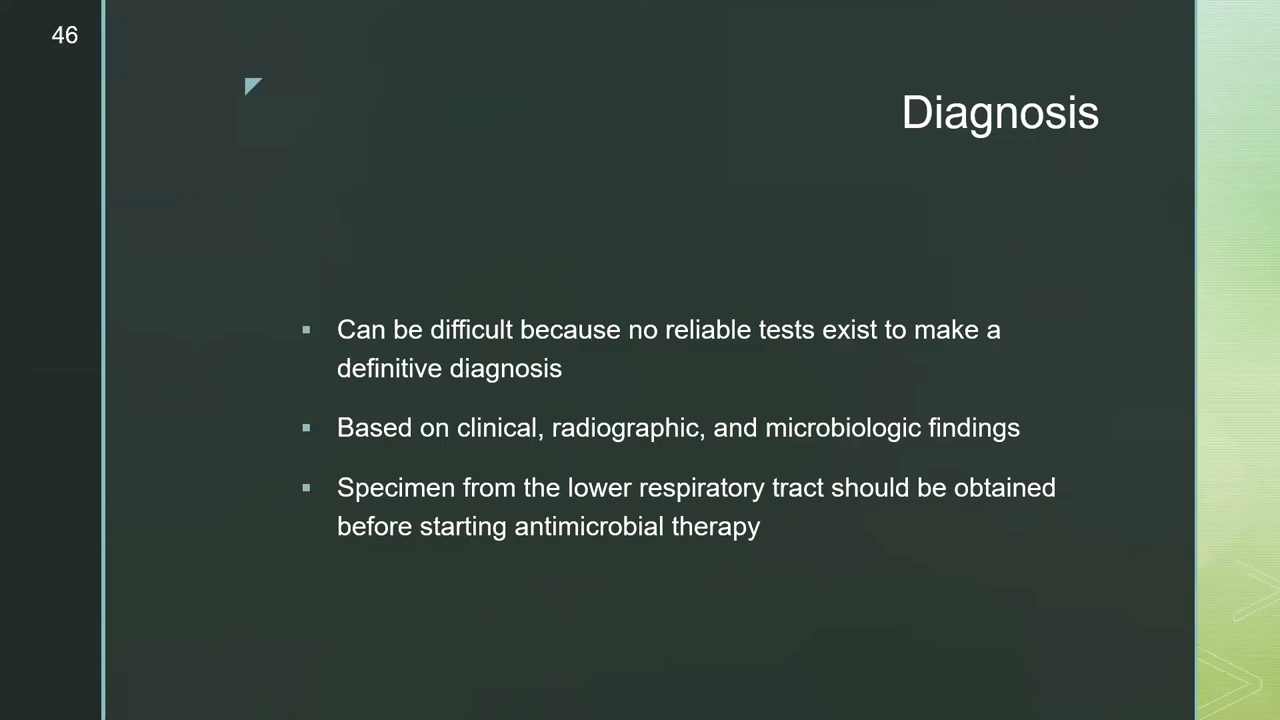 46
Diagnosis
▪ Can be difficult because no reliable tests exist to make a
definitive diagnosis
▪ Based on clinical, radiographic, and microbiologic findings
▪ Specimen from the lower respiratory tract should be obtained
before starting antimicrobial therapy